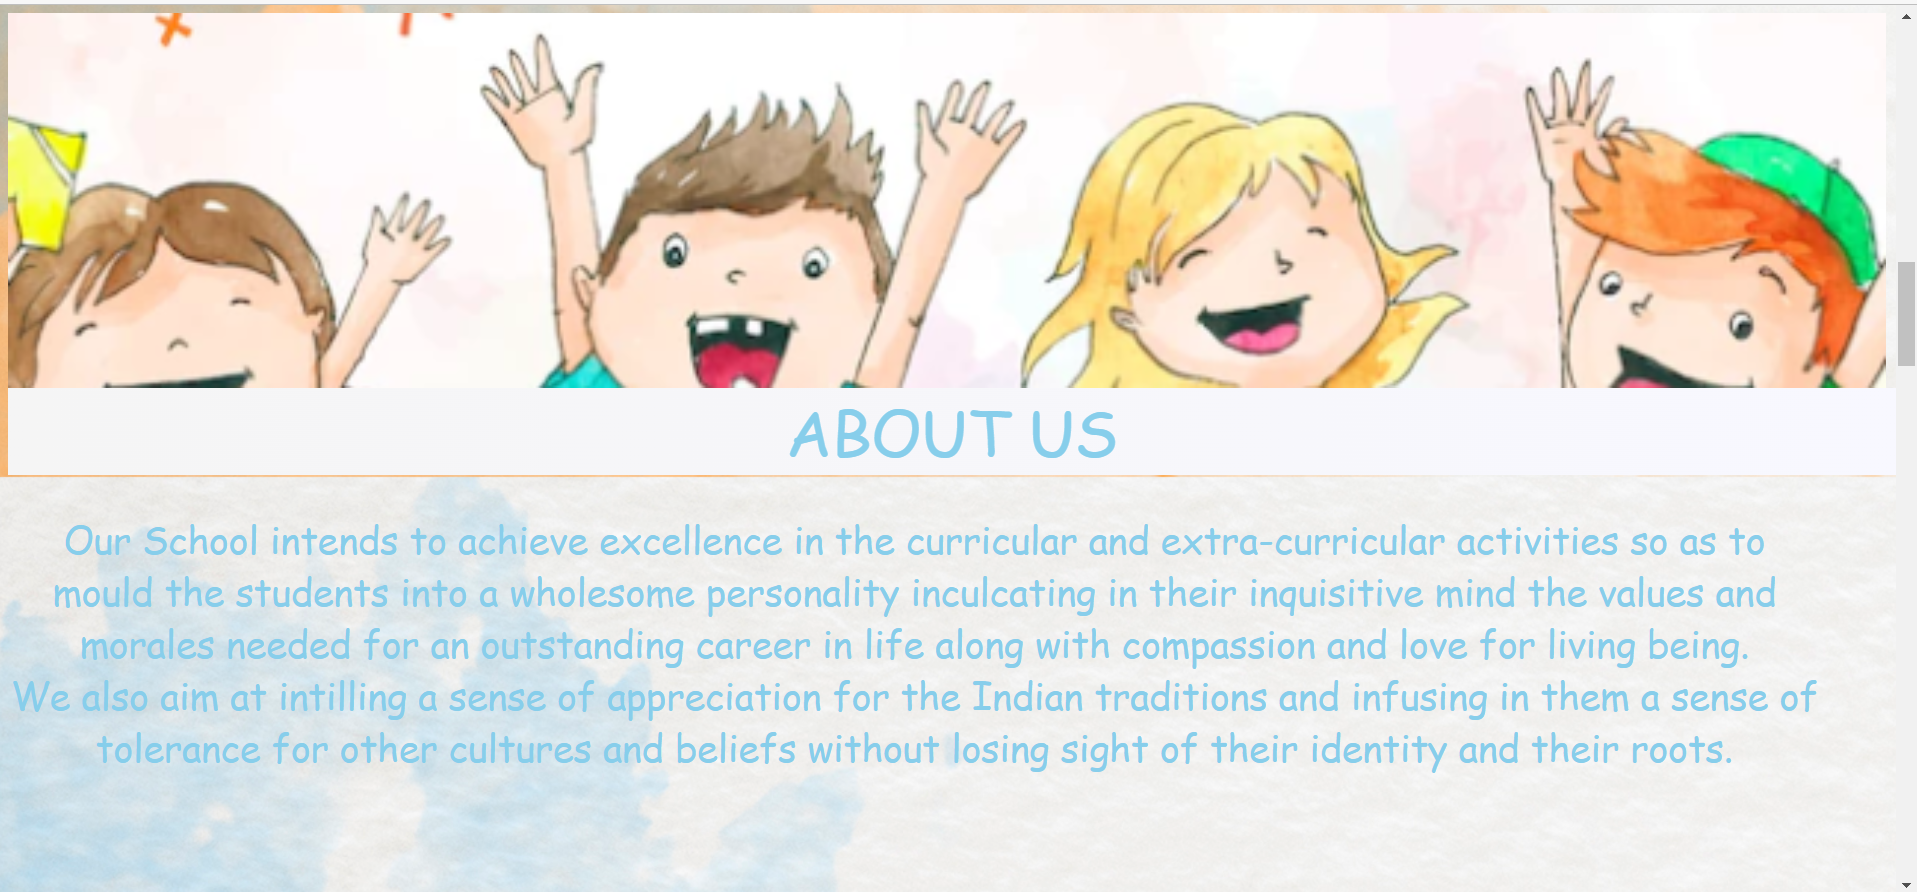 ABOUT US
Our School intends to achieve excellence in the curricular and extra-curricular activities so as to
mould the students into a wholesome personality inculcating in their inquisitive mind the values and
morales needed for an outstanding career in life along with compassion and love for living being.
We also aim at intilling a sense of appreciation for the Indian traditions and infusing in them a sense of
tolerance for other cultures and beliefs without losing sight of their identity and their roots.